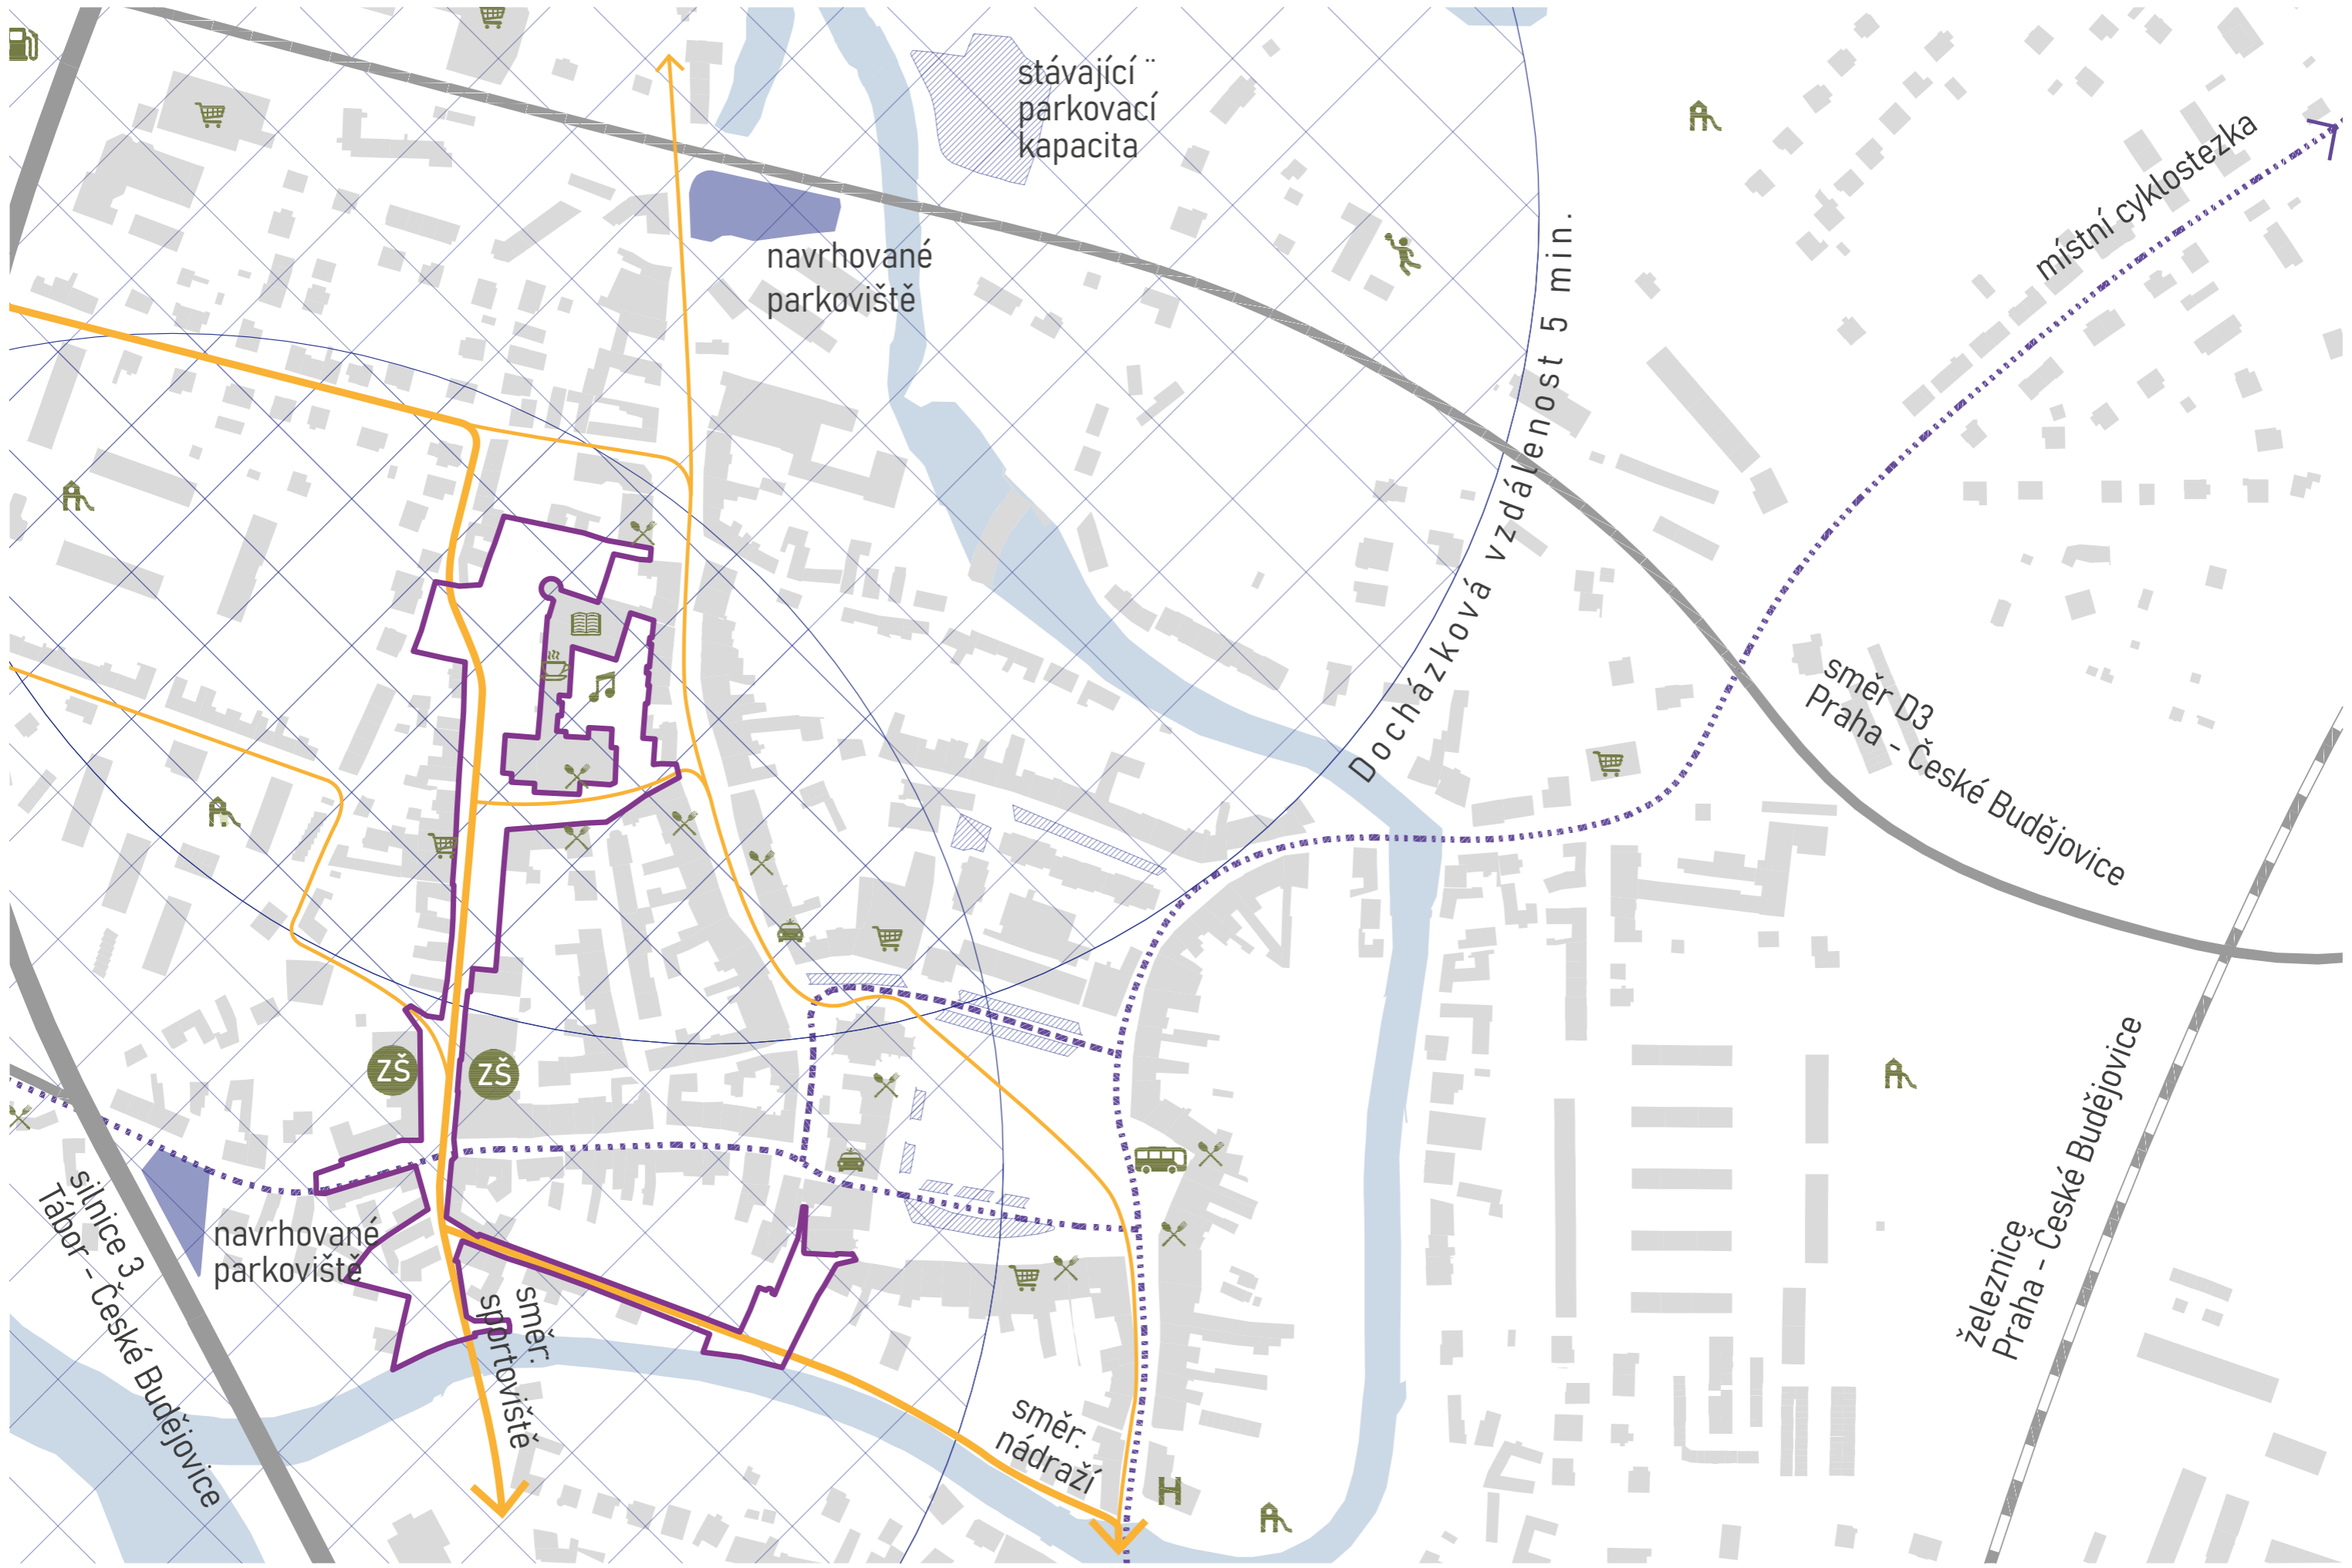 stávající ¨
parkovací
kapacita
místní cyklostezka
navrhované
parkoviště
Docházková vzdálenost 5 min.
směr D3
Praha - České Budějovice
ZŠ
ZŠ
silnice 3
Tábor - České Budějovice
navrhované
parkoviště
směr:
sportoviště
směr:
nádraží
H
železnice
Praha - České Budějovice